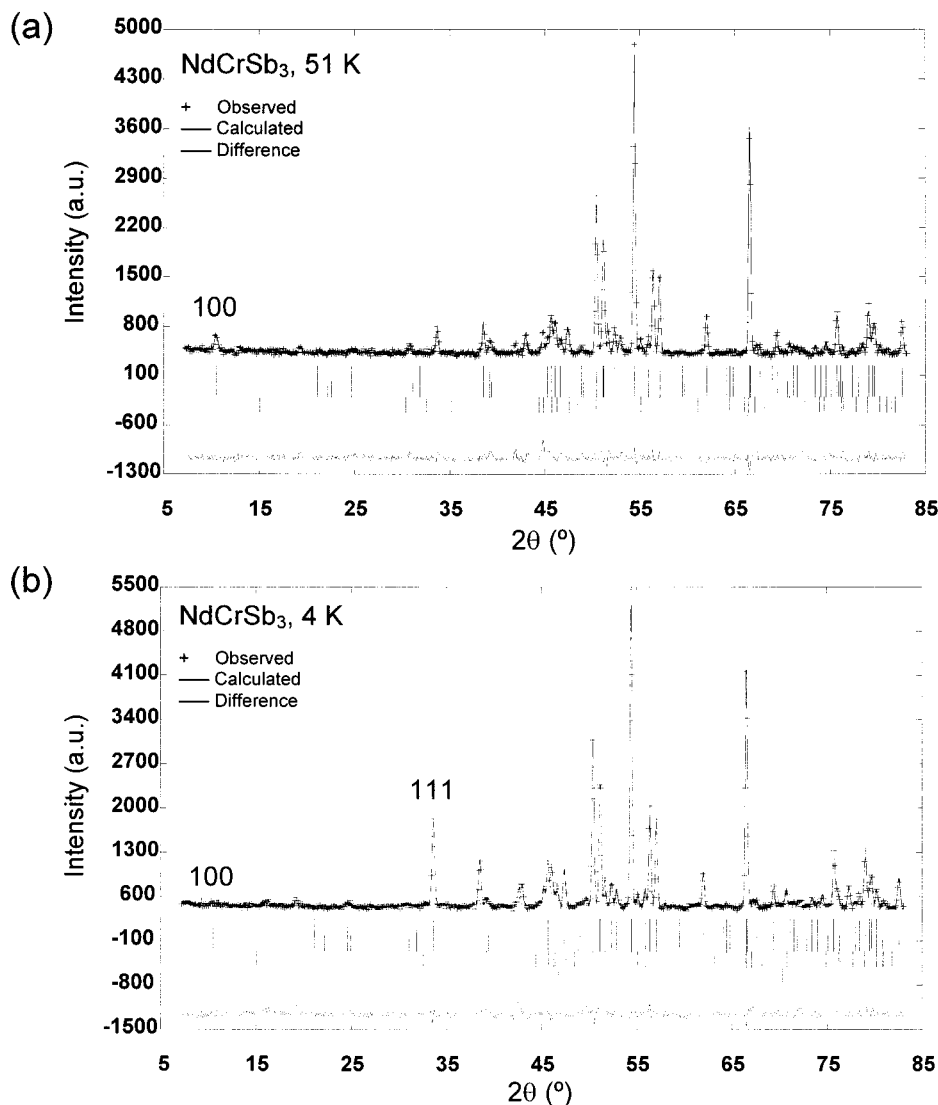 (a)
NdCrSb₃, 51 K
+ Observed
Calculated
Difference
100
Intensity (a.u.)
5000
4300
3600
2900
2200
1500
800
100
-600
-1300
5 15 25 35 45 55 65 75 85
2θ (º)
(b)
NdCrSb₃, 4 K
+ Observed
Calculated
Difference
111
100
Intensity (a.u.)
5500
4800
4100
3400
2700
2000
1300
600
-100
-800
-1500
5 15 25 35 45 55 65 75 85
2θ (º)